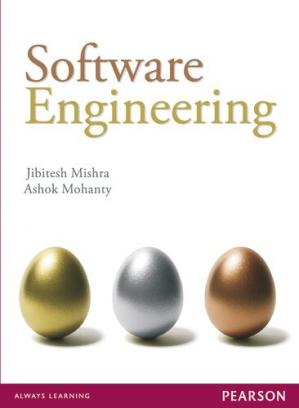 Software
Engineering
Jibitesh Mishra
Ashok Mohanty
ALWAYS LEARNING
PEARSON